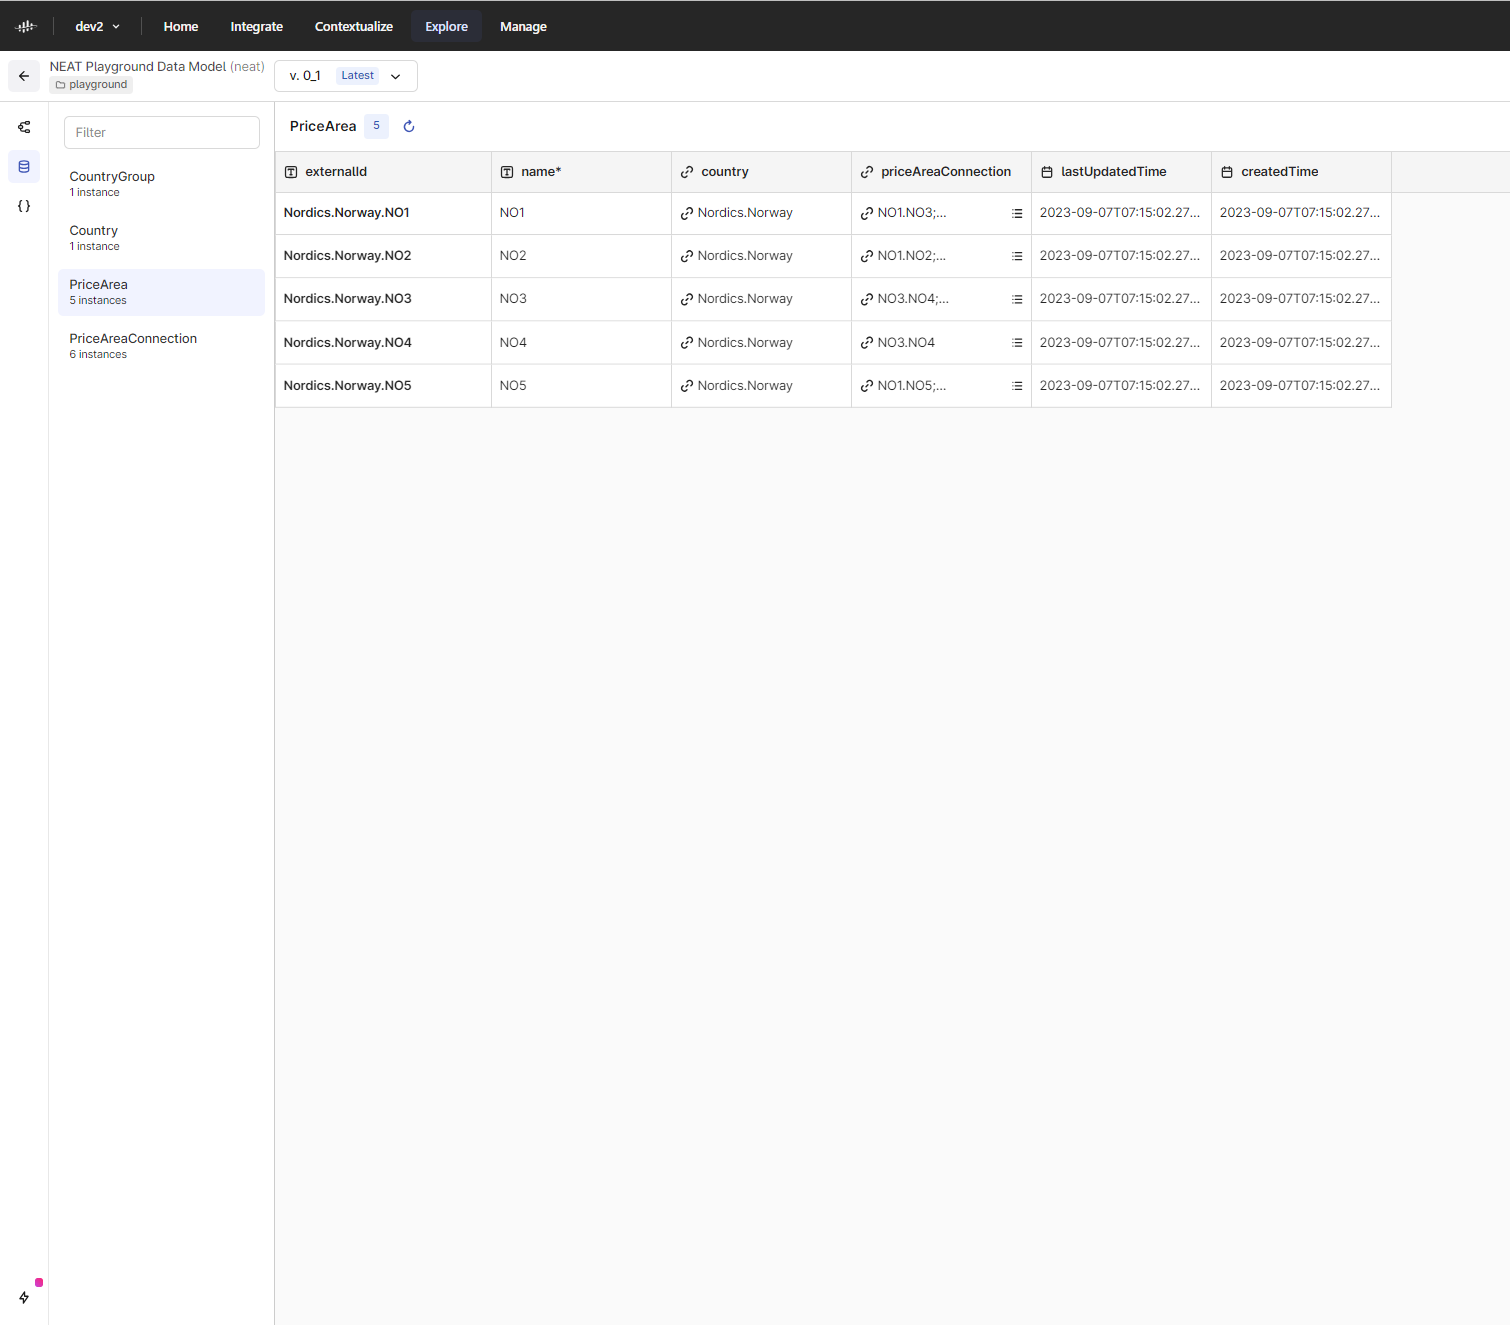 dev2 Home Integrate Contextualize Explore Manage
NEAT Playground Data Model (neat)
playground
v. 0_1 Latest
Filter
CountryGroup
1 instance
Country
1 instance
PriceArea
5 instances
PriceAreaConnection
6 instances
PriceArea 5
externalId name* country priceAreaConnection lastUpdatedTime createdTime
Nordics.Norway.NO1 NO1 Nordics.Norway NO1.NO3;... 2023-09-07T07:15:02.27... 2023-09-07T07:15:02.27...
Nordics.Norway.NO2 NO2 Nordics.Norway NO1.NO2;... 2023-09-07T07:15:02.27... 2023-09-07T07:15:02.27...
Nordics.Norway.NO3 NO3 Nordics.Norway NO3.NO4;... 2023-09-07T07:15:02.27... 2023-09-07T07:15:02.27...
Nordics.Norway.NO4 NO4 Nordics.Norway NO3.NO4 2023-09-07T07:15:02.27... 2023-09-07T07:15:02.27...
Nordics.Norway.NO5 NO5 Nordics.Norway NO1.NO5;... 2023-09-07T07:15:02.27... 2023-09-07T07:15:02.27...